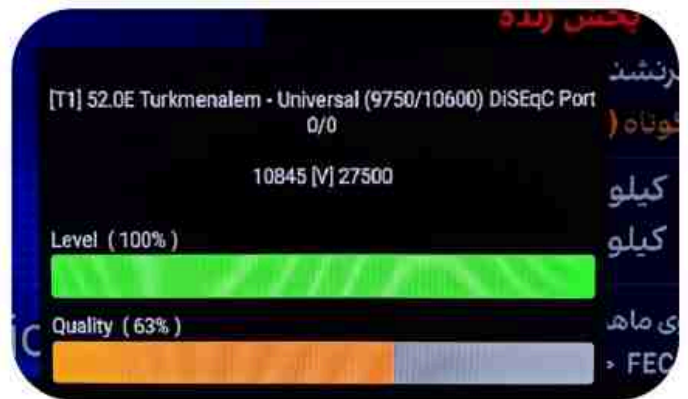 پخش زنده
[T1] 52.0E Turkmenalem - Universal (9750/10600) DiSEqC Port
0/0
10845 [V] 27500
کیلو
کیلو
Level ( 100% )
Quality ( 63% )
FEC